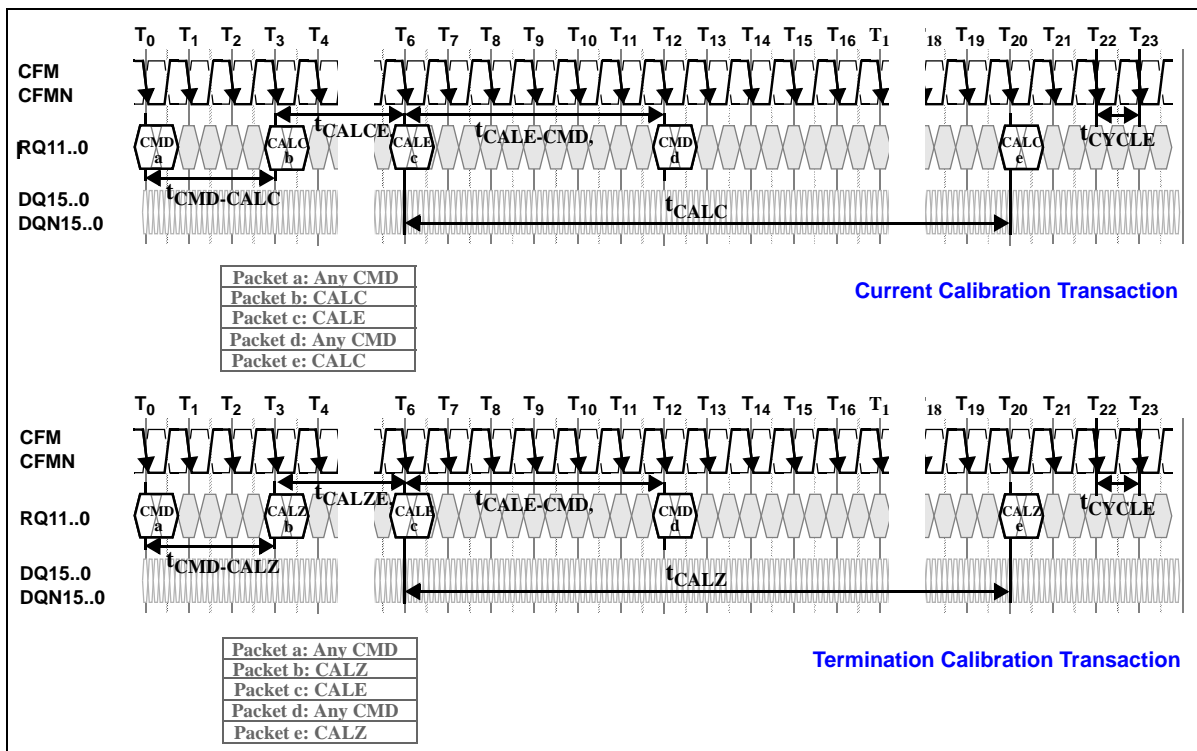 T0 T1 T2 T3 T4 T6 T7 T8 T9 T10 T11 T12 T13 T14 T15 T16 T1 18 T19 T20 T21 T22 T23
CFM
CFMN
tCALCE, tCALE-CMD, tCYCLE
RQ11..0
CMD a CALC b CALE c CMD d CALC e
tCMD-CALC
DQ15..0
DQN15..0
tCALC
Packet a: Any CMD
Packet b: CALC
Packet c: CALE
Packet d: Any CMD
Packet e: CALC
Current Calibration Transaction
T0 T1 T2 T3 T4 T6 T7 T8 T9 T10 T11 T12 T13 T14 T15 T16 T1 18 T19 T20 T21 T22 T23
CFM
CFMN
tCALZE, tCALE-CMD, tCYCLE
RQ11..0
CMD a CALZ b CALE c CMD d CALZ e
tCMD-CALZ
DQ15..0
DQN15..0
tCALZ
Packet a: Any CMD
Packet b: CALZ
Packet c: CALE
Packet d: Any CMD
Packet e: CALZ
Termination Calibration Transaction